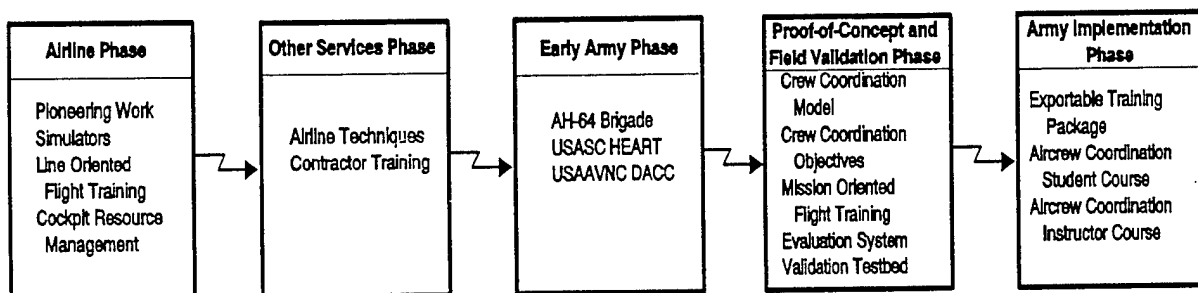 Airline Phase
Pioneering Work
Simulators
Line Oriented
Flight Training
Cockpit Resource
Management
Other Services Phase
Airline Techniques
Contractor Training
Early Army Phase
AH-64 Brigade
USASC HEART
USAAVNC DACC
Proof-of-Concept and
Field Validation Phase
Crew Coordination
Model
Crew Coordination
Objectives
Mission Oriented
Flight Training
Evaluation System
Validation Testbed
Army Implementation
Phase
Exportable Training
Package
Aircrew Coordination
Student Course
Aircrew Coordination
Instructor Course